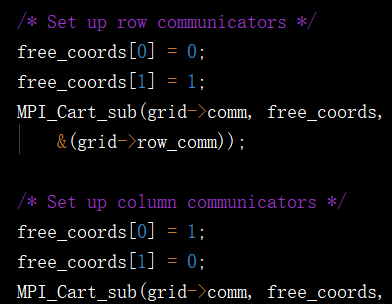 /* Set up row communicators */
free_coords[0] = 0;
free_coords[1] = 1;
MPI_Cart_sub(grid->comm, free_coords,
&(grid->row_comm));
/* Set up column communicators */
free_coords[0] = 1;
free_coords[1] = 0;
MPI_Cart_sub(grid->comm, free_coords,